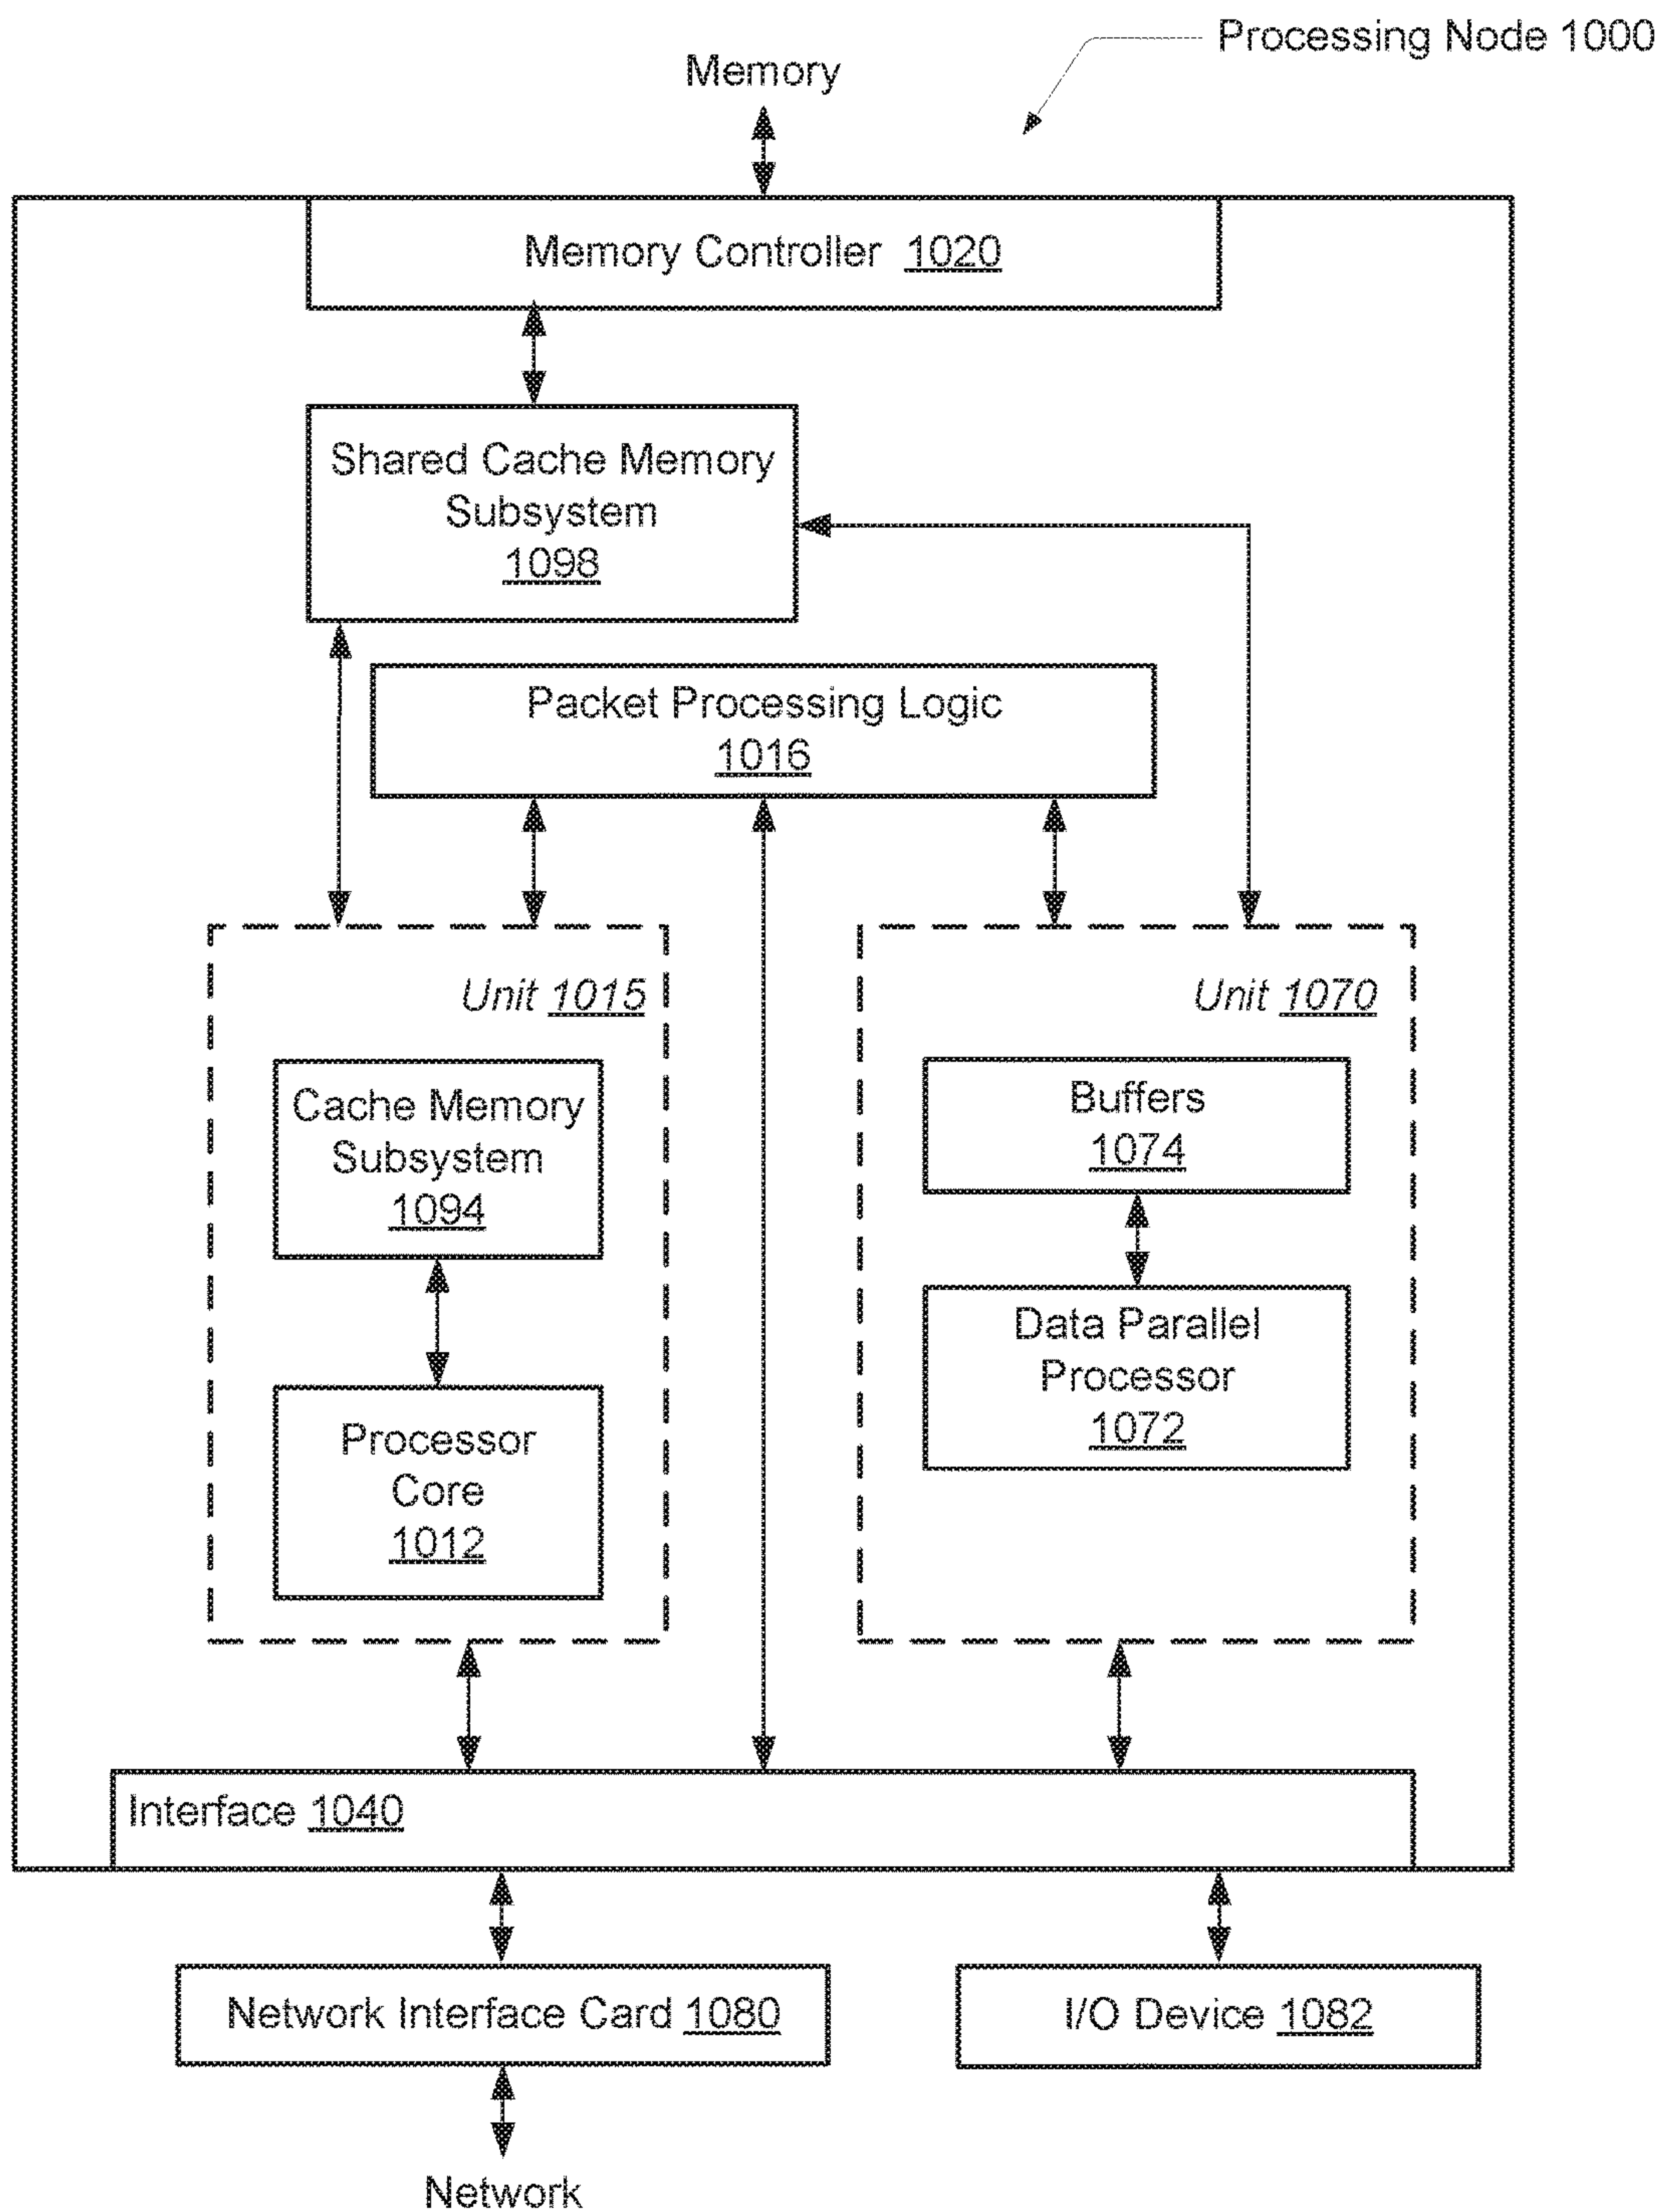 Processing Node 1000
Memory
Memory Controller 1020
Shared Cache Memory
Subsystem
1098
Packet Processing Logic
1016
Unit 1015
Cache Memory
Subsystem
1094
Processor
Core
1012
Unit 1070
Buffers
1074
Data Parallel
Processor
1072
Interface 1040
Network Interface Card 1080
I/O Device 1082
Network